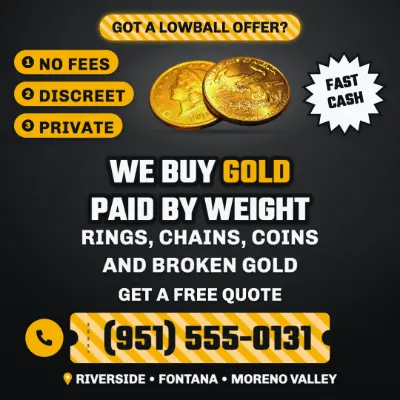 GOT A LOWBALL OFFER?
1 NO FEES
2 DISCREET
3 PRIVATE
FAST
CASH
WE BUY GOLD
PAID BY WEIGHT
RINGS, CHAINS, COINS
AND BROKEN GOLD
GET A FREE QUOTE
(951) 555-0131
RIVERSIDE • FONTANA • MORENO VALLEY